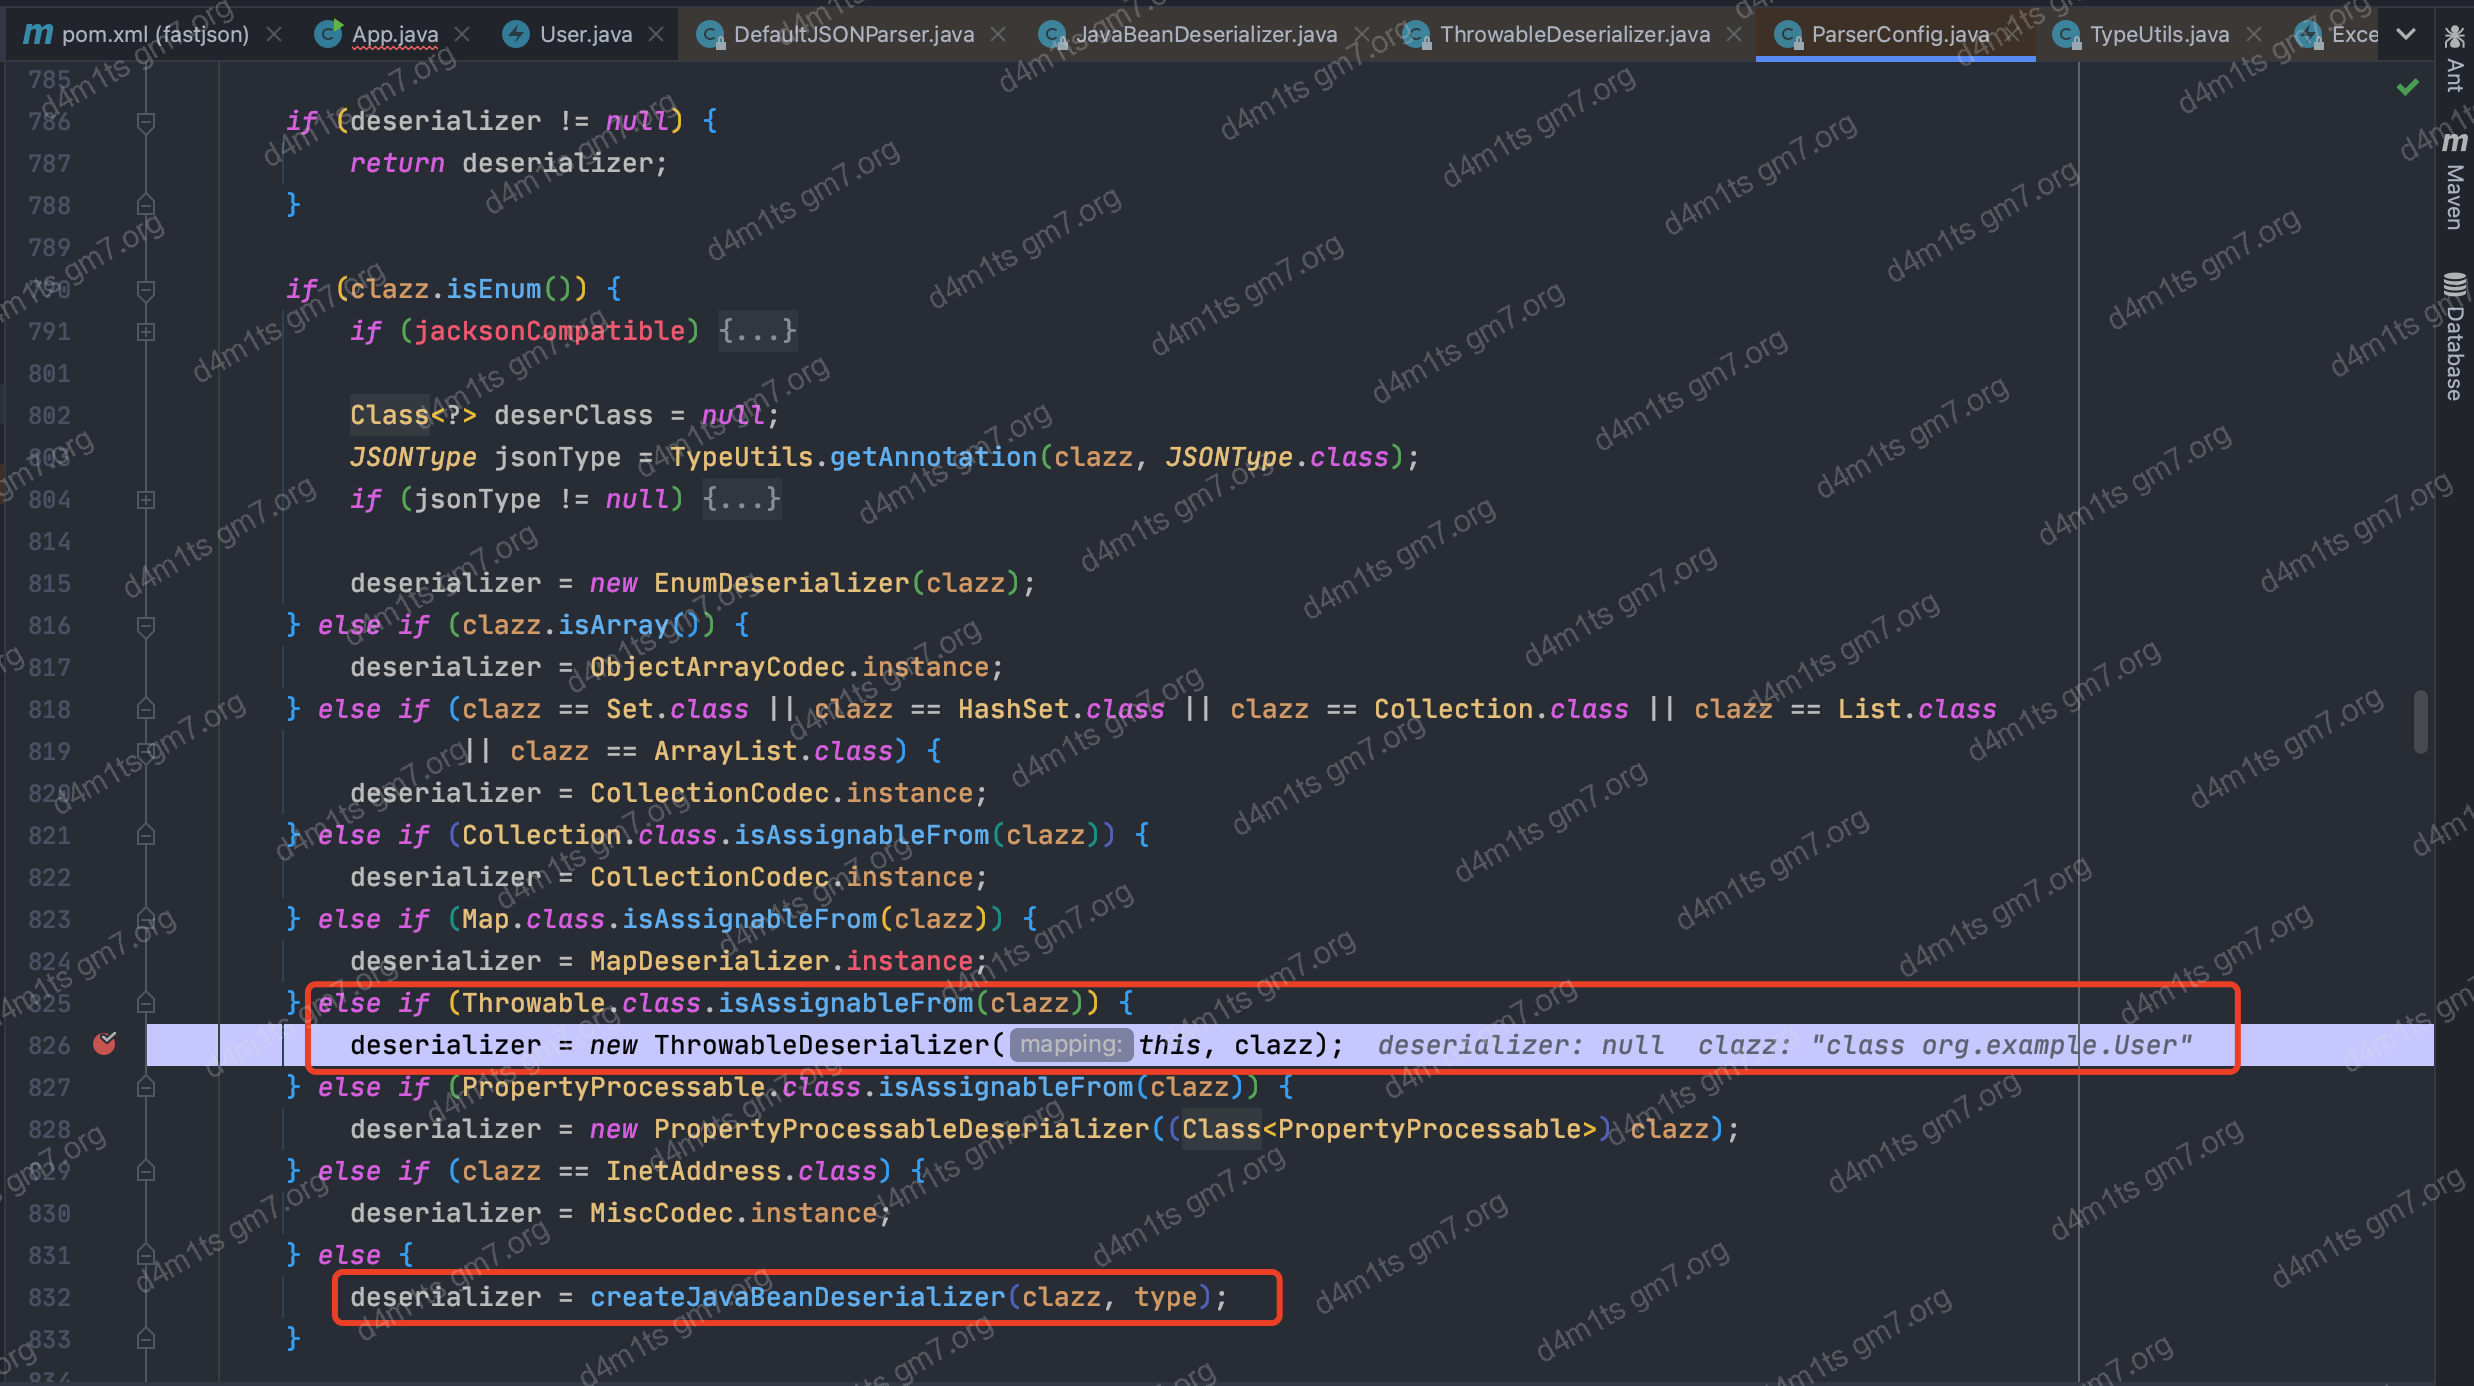 pom.xml (fastjson) App.java User.java DefaultJSONParser.java JavaBeanDeserializer.java ThrowableDeserializer.java ParserConfig.java TypeUtils.java Exce
785
786 if (deserializer != null) {
787 return deserializer;
788 }
789
790 if (clazz.isEnum()) {
791 if (jacksonCompatible) {...}
801
802 Class<?> deserClass = null;
803 JSONType jsonType = TypeUtils.getAnnotation(clazz, JSONType.class);
804 if (jsonType != null) {...}
814
815 deserializer = new EnumDeserializer(clazz);
816 } else if (clazz.isArray()) {
817 deserializer = ObjectArrayCodec.instance;
818 } else if (clazz == Set.class || clazz == HashSet.class || clazz == Collection.class || clazz == List.class
819 || clazz == ArrayList.class) {
820 deserializer = CollectionCodec.instance;
821 } else if (Collection.class.isAssignableFrom(clazz)) {
822 deserializer = CollectionCodec.instance;
823 } else if (Map.class.isAssignableFrom(clazz)) {
824 deserializer = MapDeserializer.instance;
825 } else if (Throwable.class.isAssignableFrom(clazz)) {
826 deserializer = new ThrowableDeserializer( mapping: this, clazz); deserializer: null clazz: "class org.example.User"
827 } else if (PropertyProcessable.class.isAssignableFrom(clazz)) {
828 deserializer = new PropertyProcessableDeserializer((Class<PropertyProcessable>) clazz);
829 } else if (clazz == InetAddress.class) {
830 deserializer = MiscCodec.instance;
831 } else {
832 deserializer = createJavaBeanDeserializer(clazz, type);
833 }
834
Ant
Maven
Database
d4m1ts gm7.org